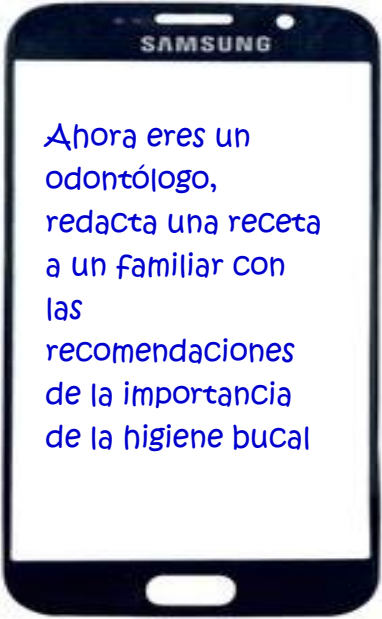 SAMSUNG
Ahora eres un
odontólogo,
redacta una receta
a un familiar con
las
recomendaciones
de la importancia
de la higiene bucal